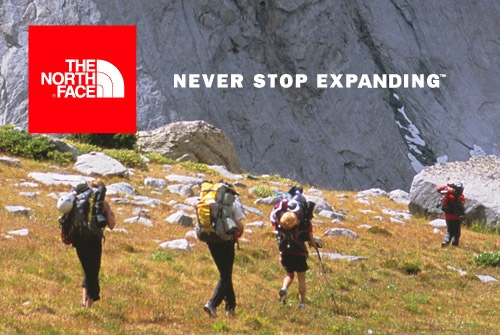 THE
NORTH
FACE
®
NEVER STOP EXPANDING™